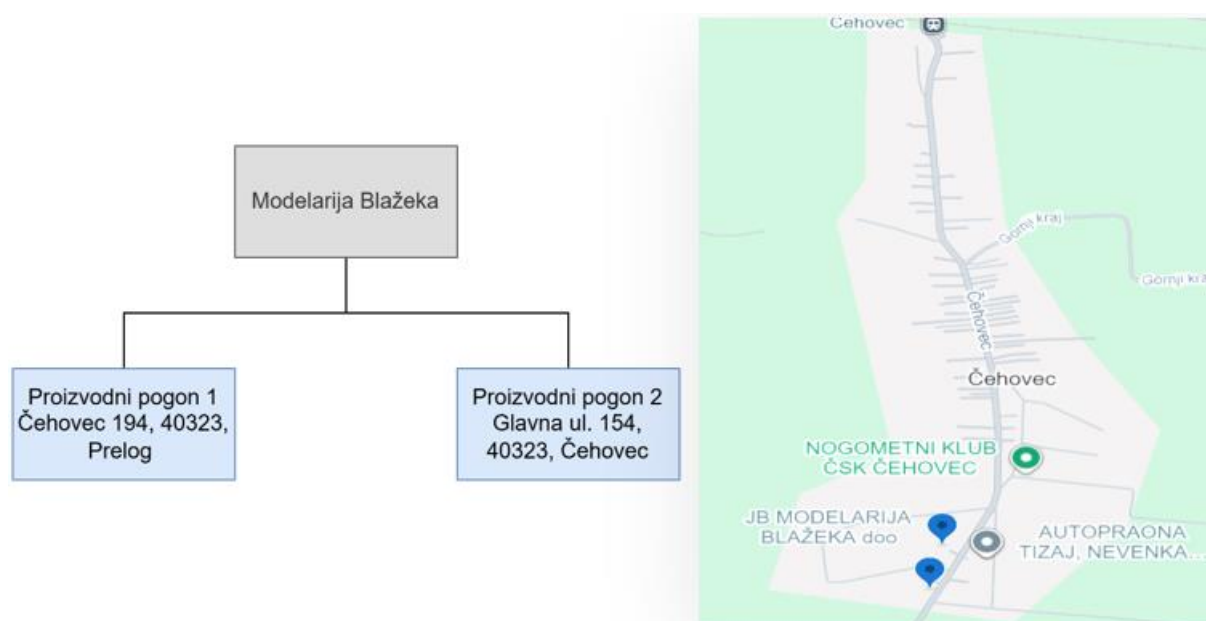 Modelarija Blažeka
Proizvodni pogon 1
Čehovec 194, 40323,
Prelog
Proizvodni pogon 2
Glavna ul. 154,
40323, Čehovec
Čehovec
Gornji kraj
Gornji kra
Čehovec
Čehovec
NOGOMETNI KLUB
ČSK ČEHOVEC
JB MODELARIJA
BLAŽEKA doo
AUTOPRAONA
TIZAJ, NEVENKA...